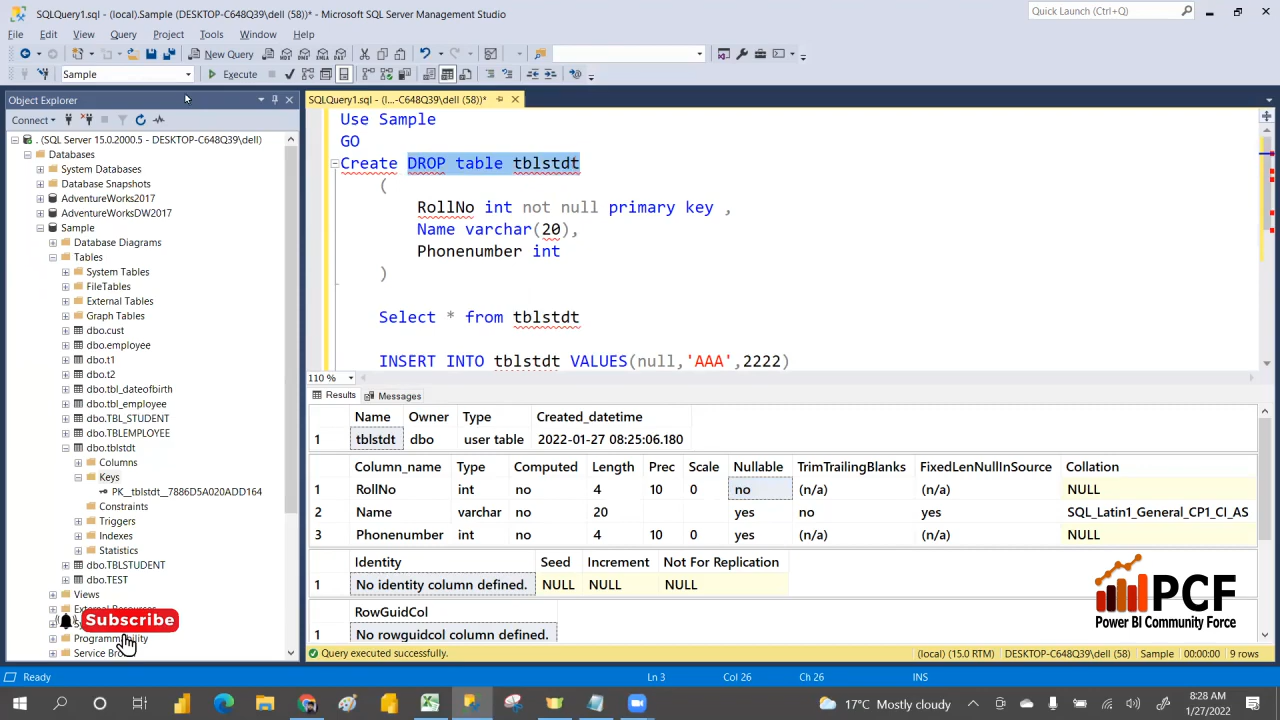 SQLQuery1.sql - (local).Sample (DESKTOP-C648Q39\dell (58))* - Microsoft SQL Server Management Studio
Quick Launch (Ctrl+Q)
File Edit View Query Project Tools Window Help
New Query
Sample Execute
Object Explorer
SQLQuery1.sql - (l...-C648Q39\dell (58))*
Connect
. (SQL Server 15.0.2000.5 - DESKTOP-C648Q39\dell)
Databases
System Databases
Database Snapshots
AdventureWorks2017
AdventureWorksDW2017
Sample
Database Diagrams
Tables
System Tables
FileTables
External Tables
Graph Tables
dbo.cust
dbo.employee
dbo.t1
dbo.t2
dbo.tbl_dateofbirth
dbo.tbl_employee
dbo.TBL_STUDENT
dbo.TBLEMPLOYEE
dbo.tblstdt
Columns
Keys
PK__tblstdt__7886D5A020ADD164
Constraints
Triggers
Indexes
Statistics
dbo.TBLSTUDENT
dbo.TEST
Views
External Resources
Subscribe
Programmability
Service Bro
Use Sample
GO
Create DROP table tblstdt
(
RollNo int not null primary key ,
Name varchar(20),
Phonenumber int
)
Select * from tblstdt
INSERT INTO tblstdt VALUES(null,'AAA',2222)
110 %
Results Messages
Name Owner Type Created_datetime
1 tblstdt dbo user table 2022-01-27 08:25:06.180
Column_name Type Computed Length Prec Scale Nullable TrimTrailingBlanks FixedLenNullInSource Collation
1 RollNo int no 4 10 0 no (n/a) (n/a) NULL
2 Name varchar no 20 yes no yes SQL_Latin1_General_CP1_CI_AS
3 Phonenumber int no 4 10 0 yes (n/a) (n/a) NULL
Identity Seed Increment Not For Replication
1 No identity column defined. NULL NULL NULL
RowGuidCol
1 No rowguidcol column defined.
PCF
Power BI Community Force
Query executed successfully. (local) (15.0 RTM) DESKTOP-C648Q39\dell (58) Sample 00:00:00 9 rows
Ready Ln 3 Col 26 Ch 26 INS
17°C Mostly cloudy
8:28 AM
1/27/2022